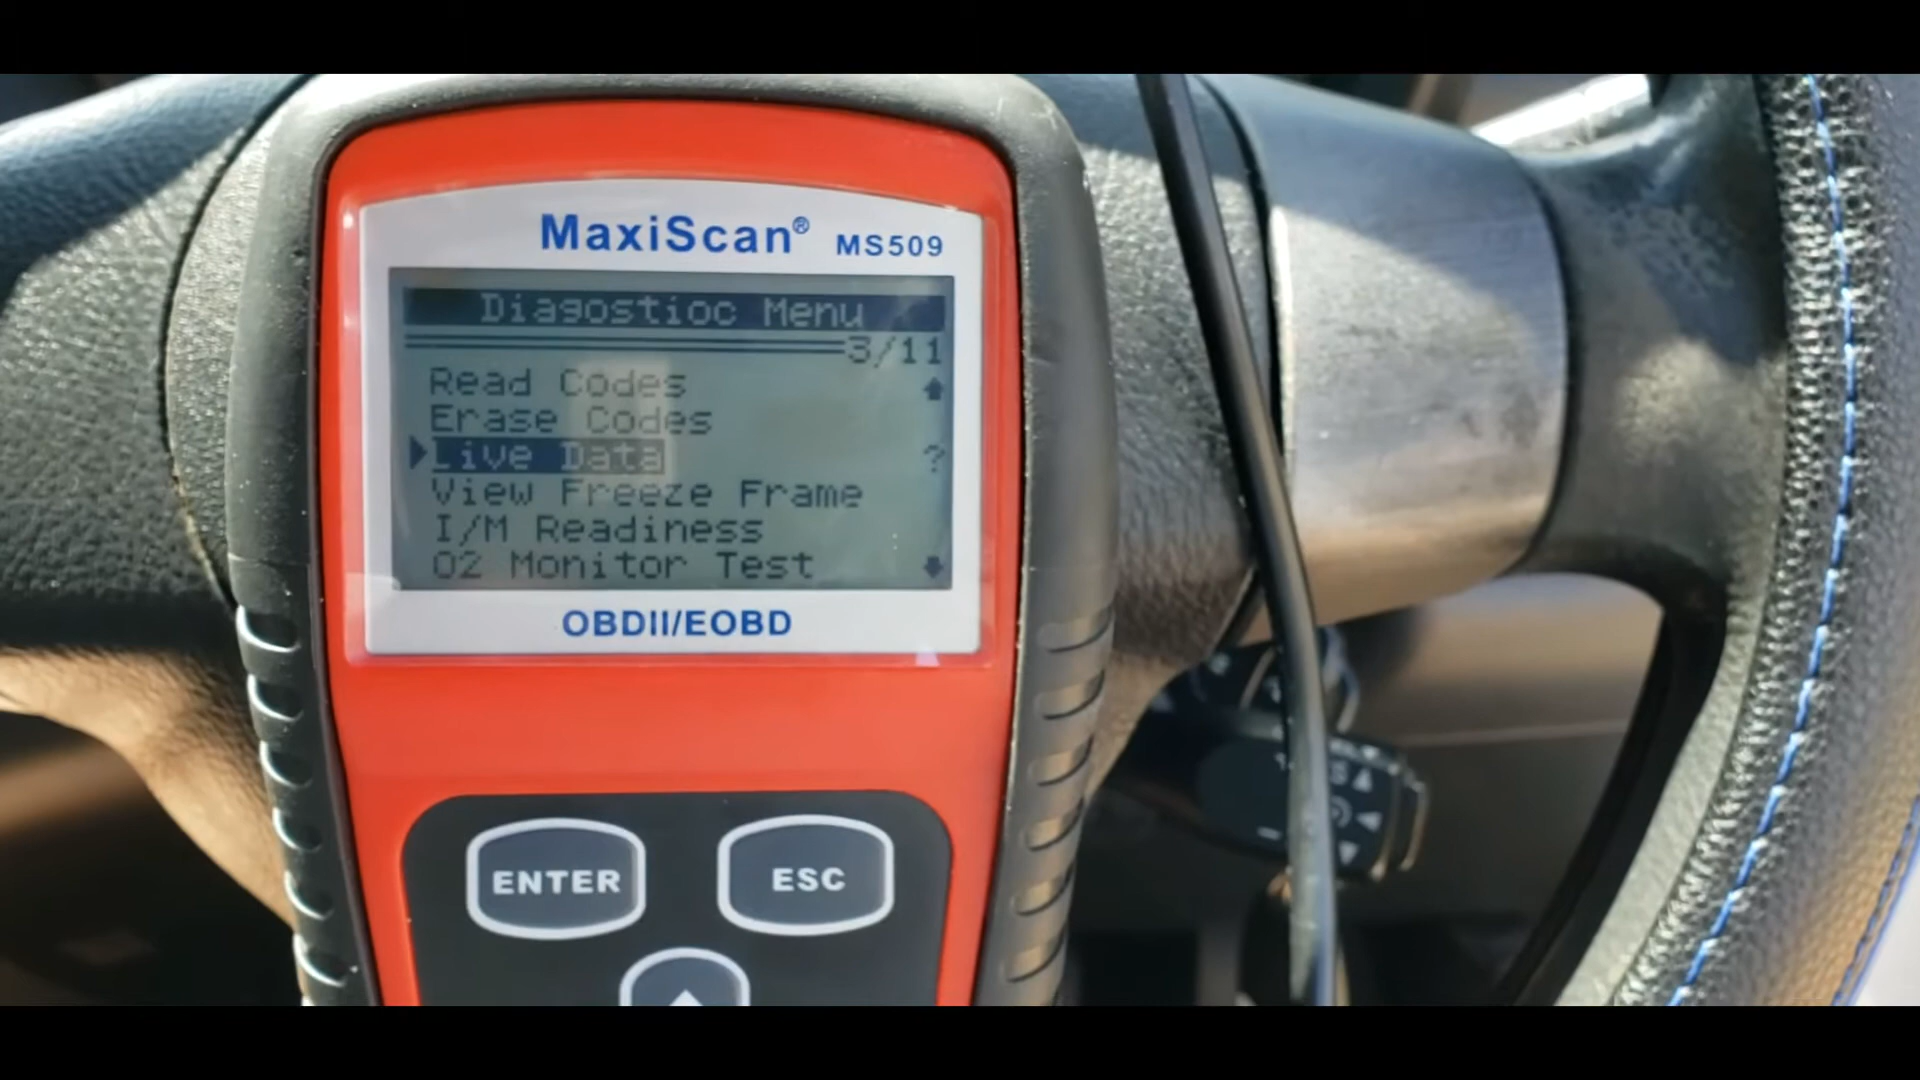 MaxiScan® MS509
Diagostioc Menu
3/11
Read Codes
Erase Codes
Live Data
?
View Freeze Frame
I/M Readiness
O2 Monitor Test
OBDII/EOBD
ENTER ESC